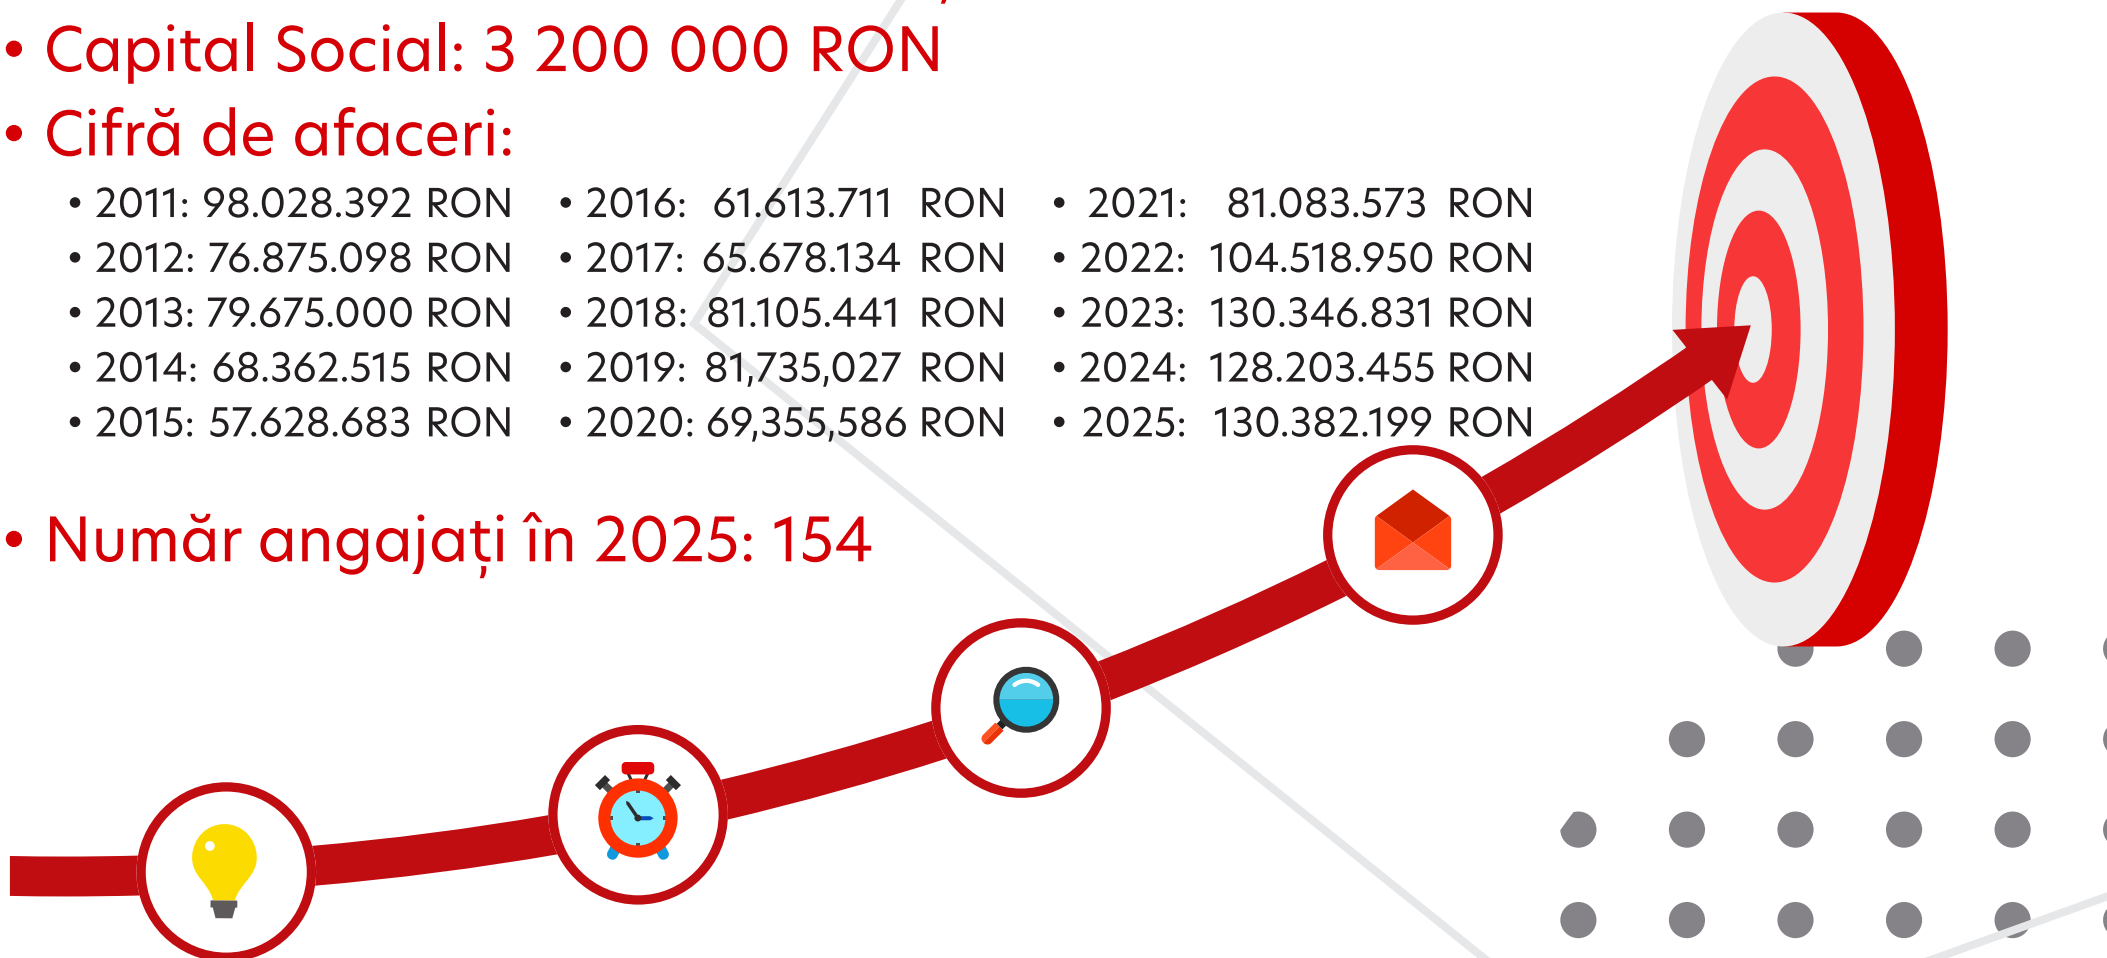 • Capital Social: 3 200 000 RON
• Cifră de afaceri:
• 2011: 98.028.392 RON
• 2012: 76.875.098 RON
• 2013: 79.675.000 RON
• 2014: 68.362.515 RON
• 2015: 57.628.683 RON
• 2016: 61.613.711 RON
• 2017: 65.678.134 RON
• 2018: 81.105.441 RON
• 2019: 81,735,027 RON
• 2020: 69,355,586 RON
• 2021: 81.083.573 RON
• 2022: 104.518.950 RON
• 2023: 130.346.831 RON
• 2024: 128.203.455 RON
• 2025: 130.382.199 RON
• Număr angajați în 2025: 154